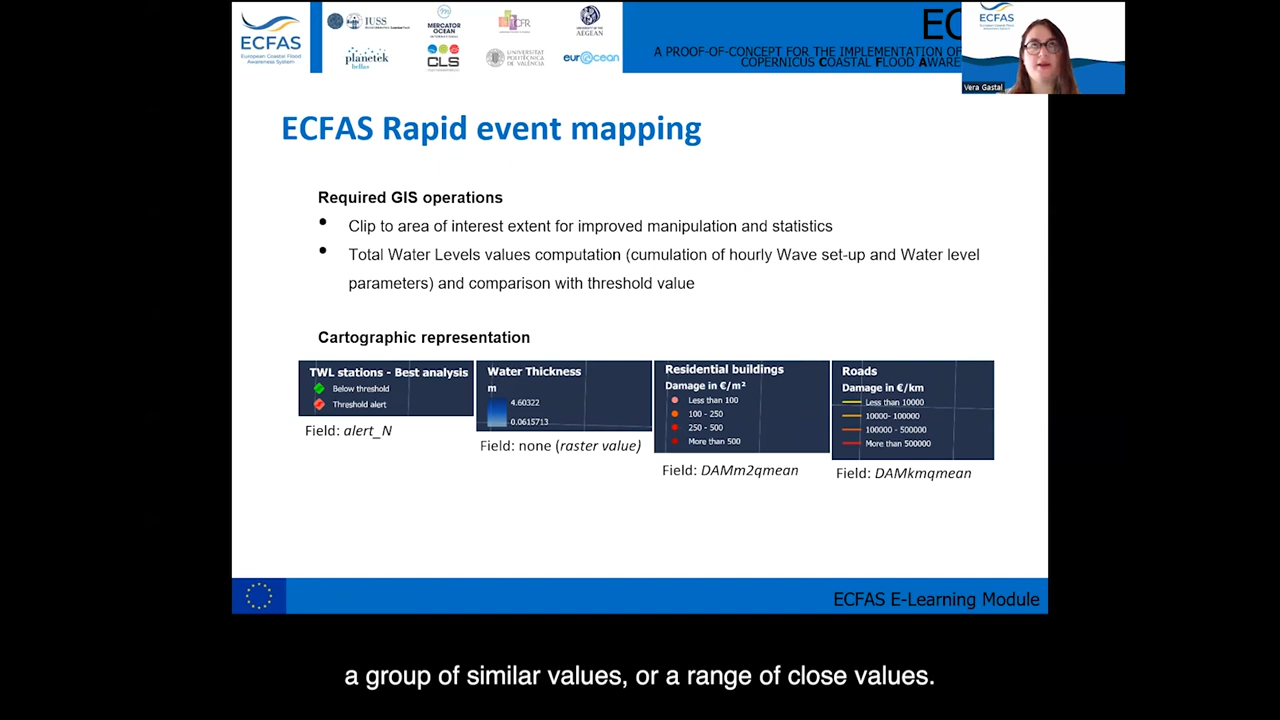 ECFAS
European Coastal Flood
Awareness System
IUSS
MERCATOR
OCEAN
INTERNATIONAL
CFR
UNIVERSITY OF THE
AEGEAN
planetek
hellas
CLS
UNIVERSITAT
POLITÈCNICA
DE VALÈNCIA
eurocean
EC
A PROOF-OF-CONCEPT FOR THE IMPLEMENTATION OF
COPERNICUS COASTAL FLOOD AWARE
ECFAS
Vera Gastal
ECFAS Rapid event mapping
Required GIS operations
• Clip to area of interest extent for improved manipulation and statistics
• Total Water Levels values computation (cumulation of hourly Wave set-up and Water level
parameters) and comparison with threshold value
Cartographic representation
TWL stations - Best analysis
Below threshold
Threshold alert
Field: alert_N
Water Thickness
m
4.60322
0.0615713
Field: none (raster value)
Residential buildings
Damage in €/m²
Less than 100
100 - 250
250 - 500
More than 500
Field: DAMm2qmean
Roads
Damage in €/km
Less than 10000
10000- 100000
100000 - 500000
More than 500000
Field: DAMkmqmean
ECFAS E-Learning Module
a group of similar values, or a range of close values.